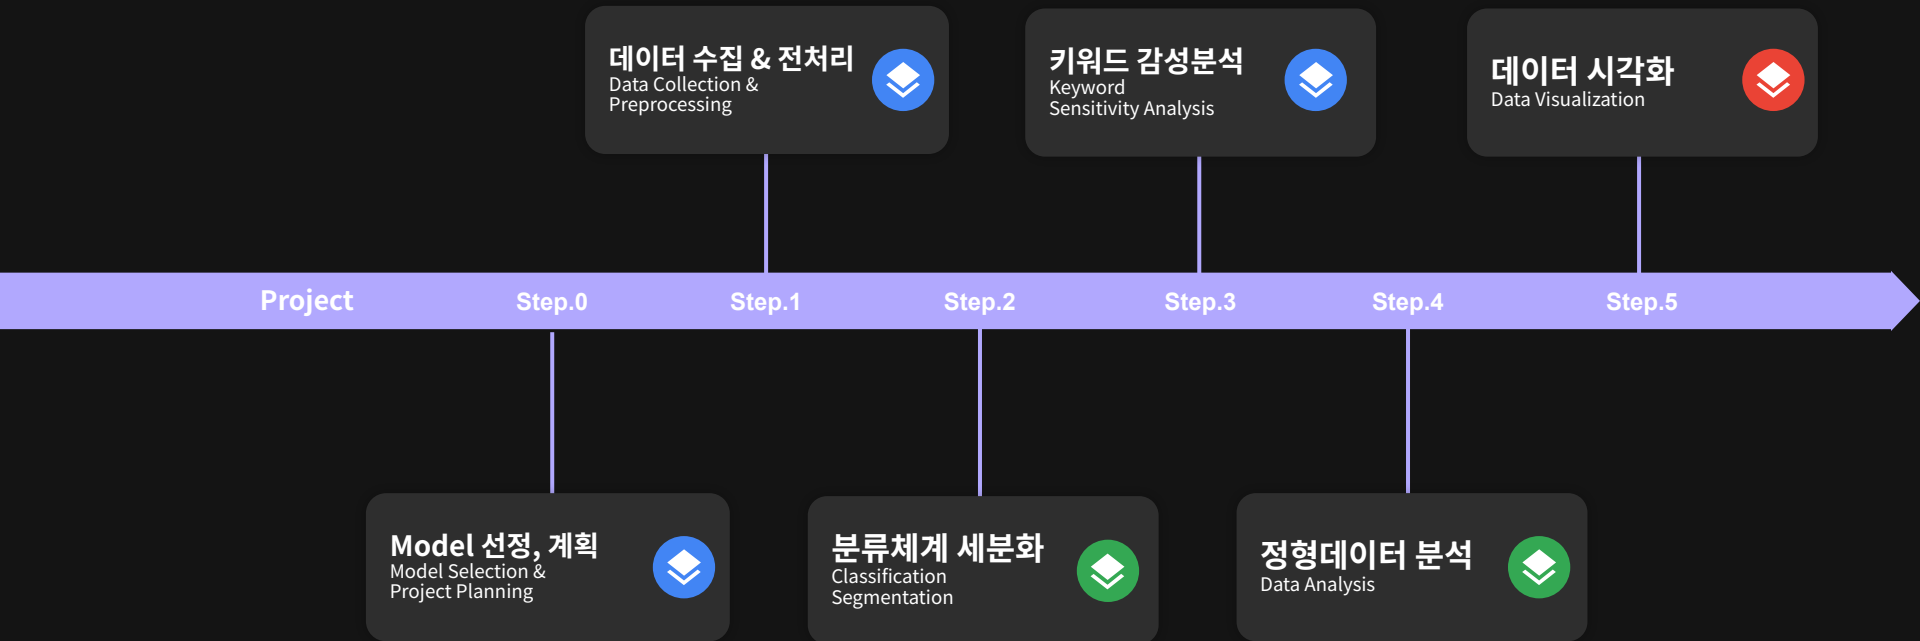 데이터 수집 & 전처리
Data Collection &
Preprocessing
키워드 감성분석
Keyword
Sensitivity Analysis
데이터 시각화
Data Visualization
Project
Step.0
Step.1
Step.2
Step.3
Step.4
Step.5
Model 선정, 계획
Model Selection &
Project Planning
분류체계 세분화
Classification
Segmentation
정형데이터 분석
Data Analysis